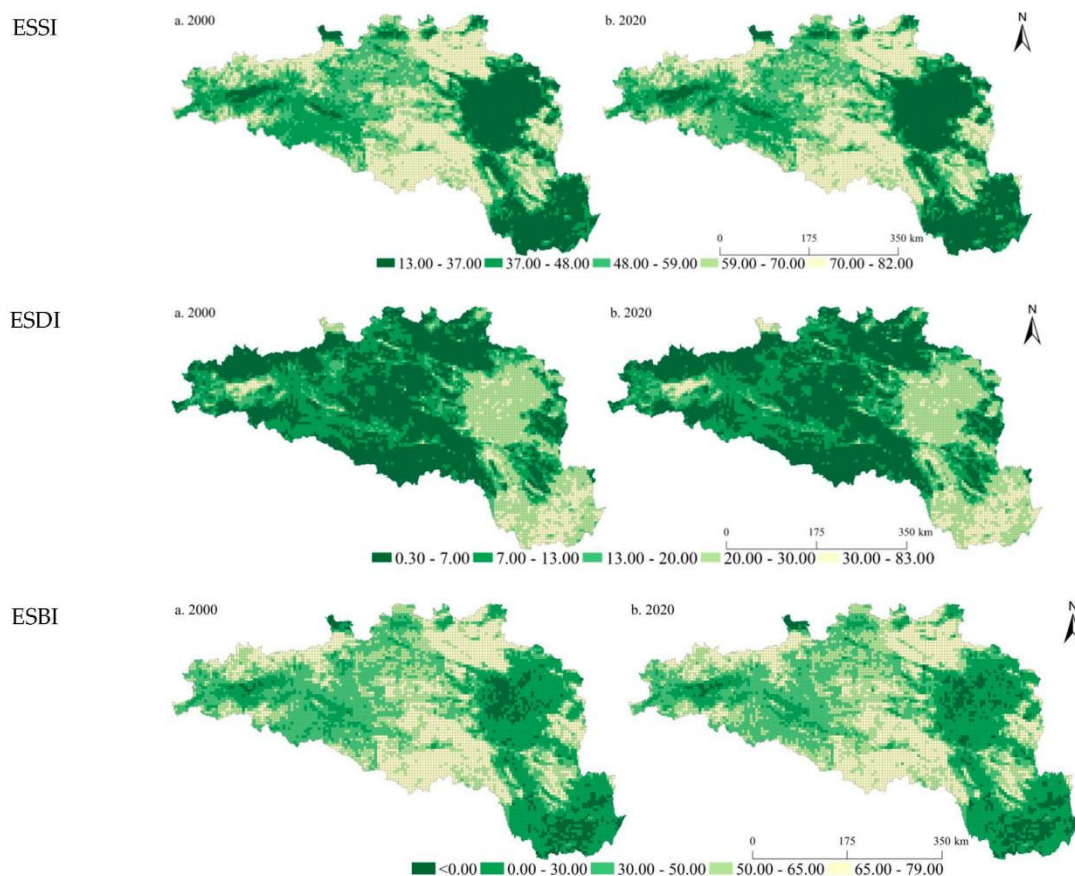 ESSI
a. 2000
b. 2020
N
0 175 350 km
13.00 - 37.00 37.00 - 48.00 48.00 - 59.00 59.00 - 70.00 70.00 - 82.00
ESDI
a. 2000
b. 2020
N
0 175 350 km
0.30 - 7.00 7.00 - 13.00 13.00 - 20.00 20.00 - 30.00 30.00 - 83.00
ESBI
a. 2000
b. 2020
N
0 175 350 km
<0.00 0.00 - 30.00 30.00 - 50.00 50.00 - 65.00 65.00 - 79.00